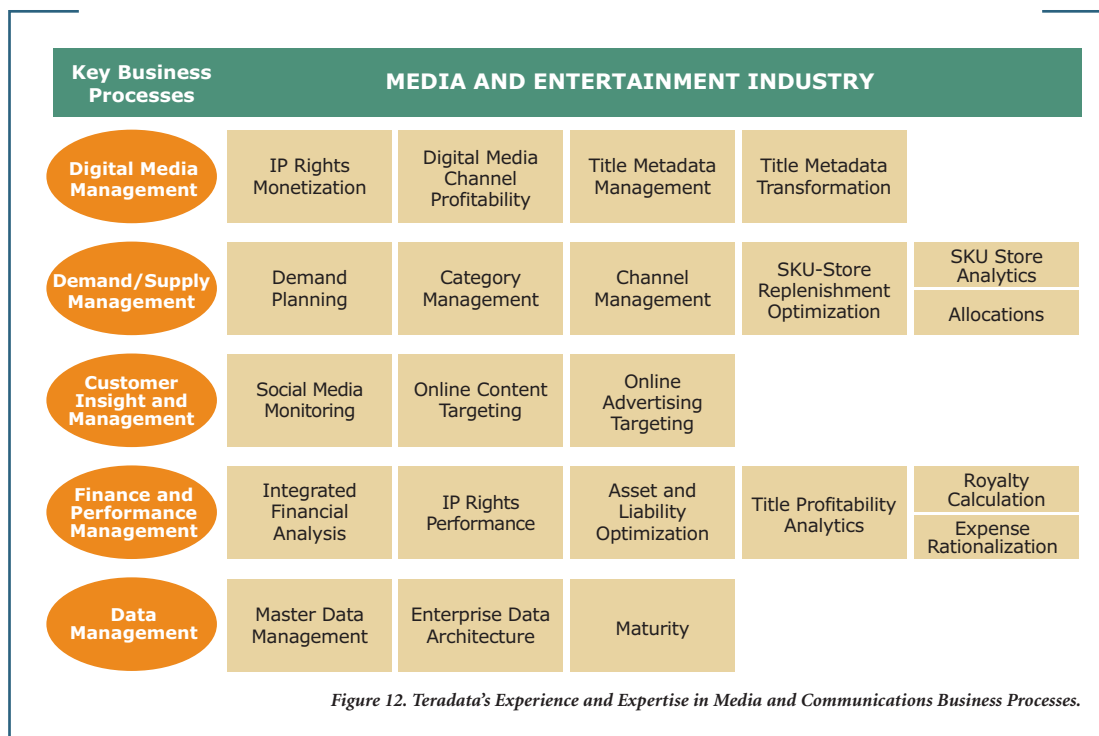 Key Business
Processes
MEDIA AND ENTERTAINMENT INDUSTRY
Digital Media
Management
IP Rights
Monetization
Digital Media
Channel
Profitability
Title Metadata
Management
Title Metadata
Transformation
Demand/Supply
Management
Demand
Planning
Category
Management
Channel
Management
SKU-Store
Replenishment
Optimization
SKU Store
Analytics
Allocations
Customer
Insight and
Management
Social Media
Monitoring
Online Content
Targeting
Online
Advertising
Targeting
Finance and
Performance
Management
Integrated
Financial
Analysis
IP Rights
Performance
Asset and
Liability
Optimization
Title Profitability
Analytics
Royalty
Calculation
Expense
Rationalization
Data
Management
Master Data
Management
Enterprise Data
Architecture
Maturity
Figure 12. Teradata's Experience and Expertise in Media and Communications Business Processes.